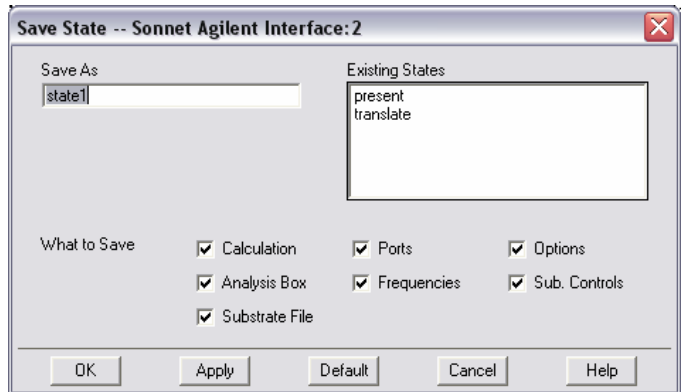 Save State -- Sonnet Agilent Interface:2
Save As
state1
Existing States
present
translate
What to Save
Calculation
Ports
Options
Analysis Box
Frequencies
Sub. Controls
Substrate File
OK
Apply
Default
Cancel
Help